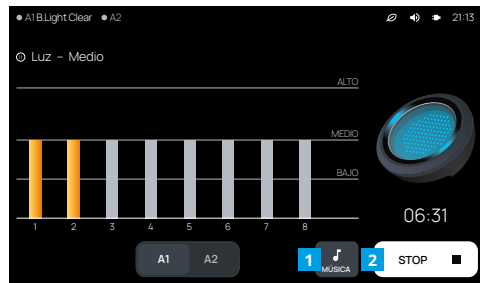 A1 B.Light Clear A2 21:13
Luz – Medio
ALTO
MEDIO
BAJO
1 2 3 4 5 6 7 8
06:31
A1 A2
1 MÚSICA
2 STOP